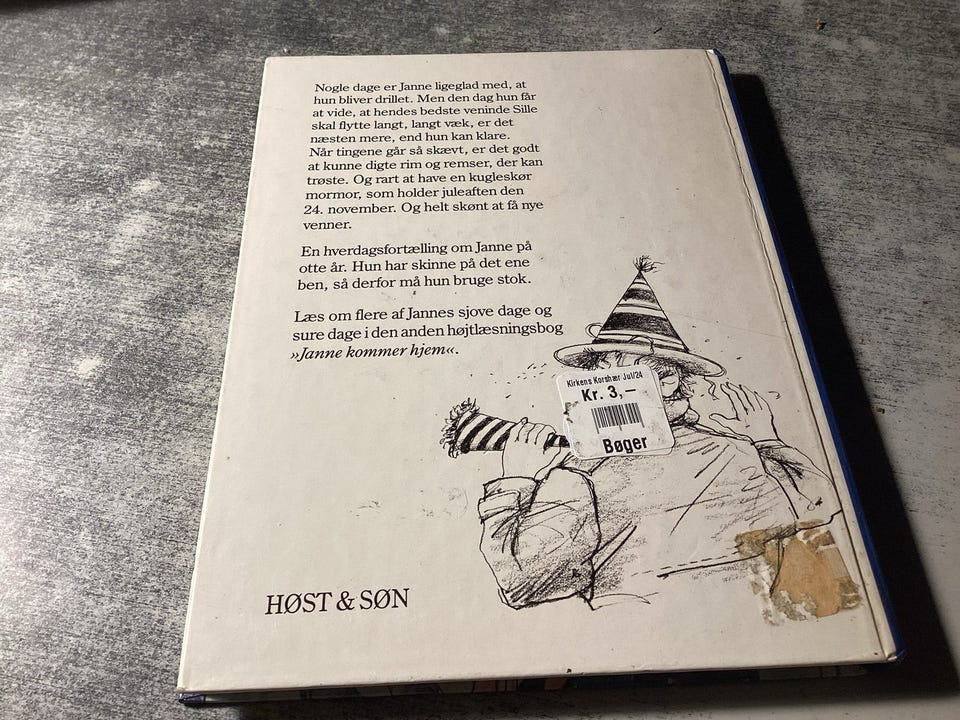 Nogle dage er Janne ligeglad med, at
hun bliver drillet. Men den dag hun får
at vide, at hendes bedste veninde Sille
skal flytte langt, langt væk, er det
næsten mere, end hun kan klare.
Når tingene går så skævt, er det godt
at kunne digte rim og remser, der kan
trøste. Og rart at have en kugleskør
mormor, som holder juleaften den
24. november. Og helt skønt at få nye
venner.
En hverdagsfortælling om Janne på
otte år. Hun har skinne på det ene
ben, så derfor må hun bruge stok.
Læs om flere af Jannes sjove dage og
sure dage i den anden højtlæsningsbog
»Janne kommer hjem«.
Kirkens Korshær Jul/24
Kr. 3,—
Bøger
HØST & SØN